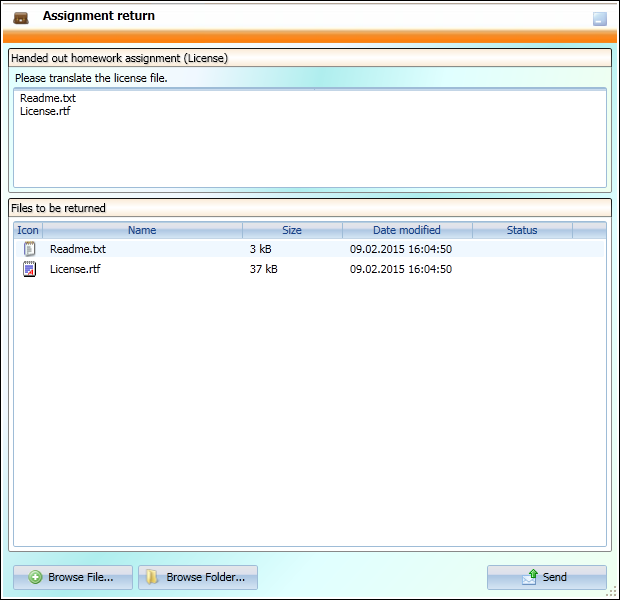 Assignment return
Handed out homework assignment (License)
Please translate the license file.
Readme.txt
License.rtf
Files to be returned
Icon Name Size Date modified Status
Readme.txt 3 kB 09.02.2015 16:04:50
License.rtf 37 kB 09.02.2015 16:04:50
Browse File... Browse Folder... Send